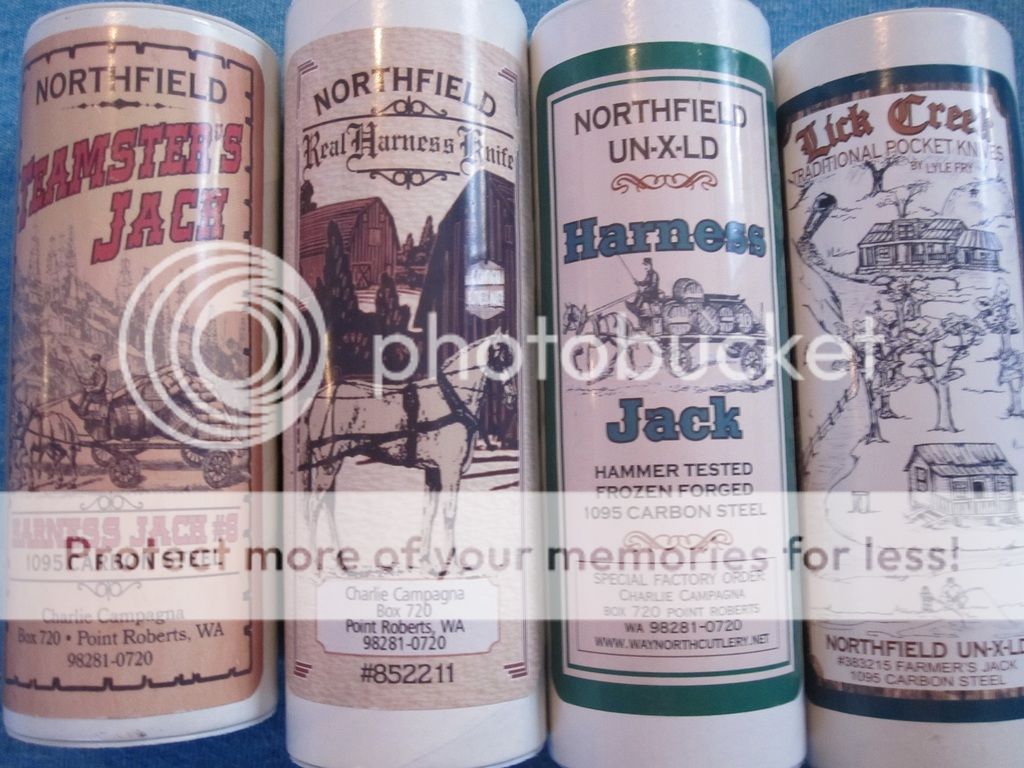 NORTHFIELD
TEAMSTER'S
JACK
HARNESS JACK #8
1095 CARBON STEEL
Charlie Campagna
Box 720 • Point Roberts, WA
98281-0720
NORTHFIELD
Real Harness Knife
Charlie Campagna
Box 720
Point Roberts, WA
98281-0720
#852211
NORTHFIELD
UN-X-LD
Harness
Jack
HAMMER TESTED
FROZEN FORGED
1095 CARBON STEEL
SPECIAL FACTORY ORDER
CHARLIE CAMPAGNA
BOX 720 POINT ROBERTS
WA 98281-0720
WWW.WAYNORTHCUTLERY.NET
Lick Creek
TRADITIONAL POCKET KNIVES
BY LYLE FRY
NORTHFIELD UN-X-LD
#383215 FARMER'S JACK
1095 CARBON STEEL
photobucket
Protect more of your memories for less!